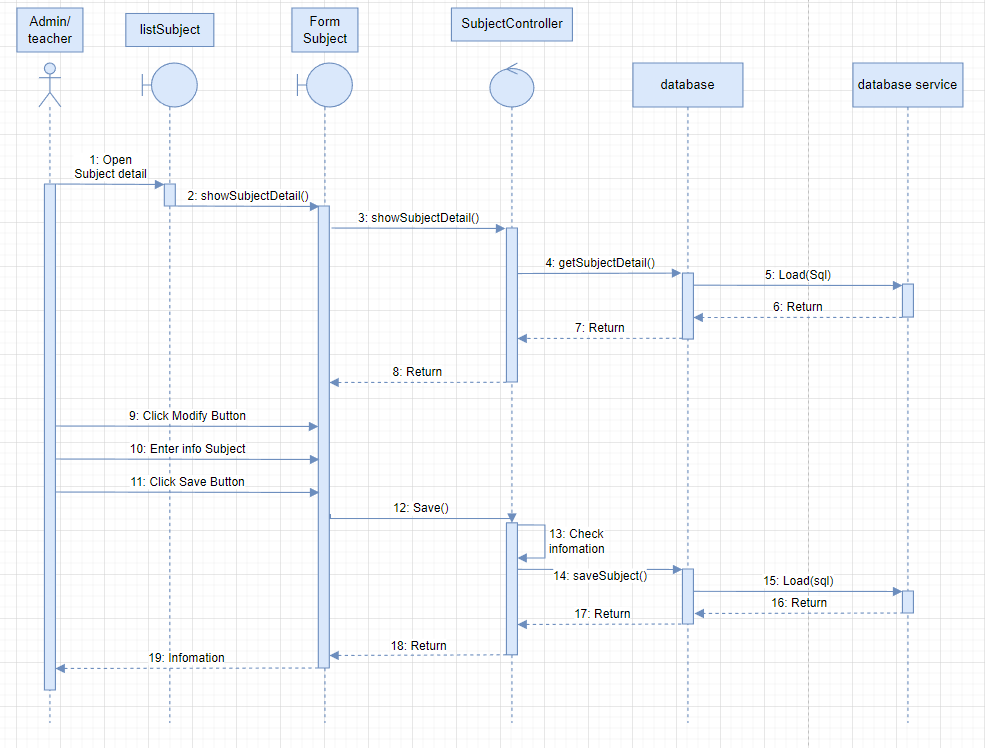 Admin/
teacher
listSubject
Form
Subject
SubjectController
database
database service
1: Open
Subject detail
2: showSubjectDetail()
3: showSubjectDetail()
4: getSubjectDetail()
5: Load(Sql)
6: Return
7: Return
8: Return
9: Click Modify Button
10: Enter info Subject
11: Click Save Button
12: Save()
13: Check
infomation
14: saveSubject()
15: Load(sql)
16: Return
17: Return
18: Return
19: Infomation